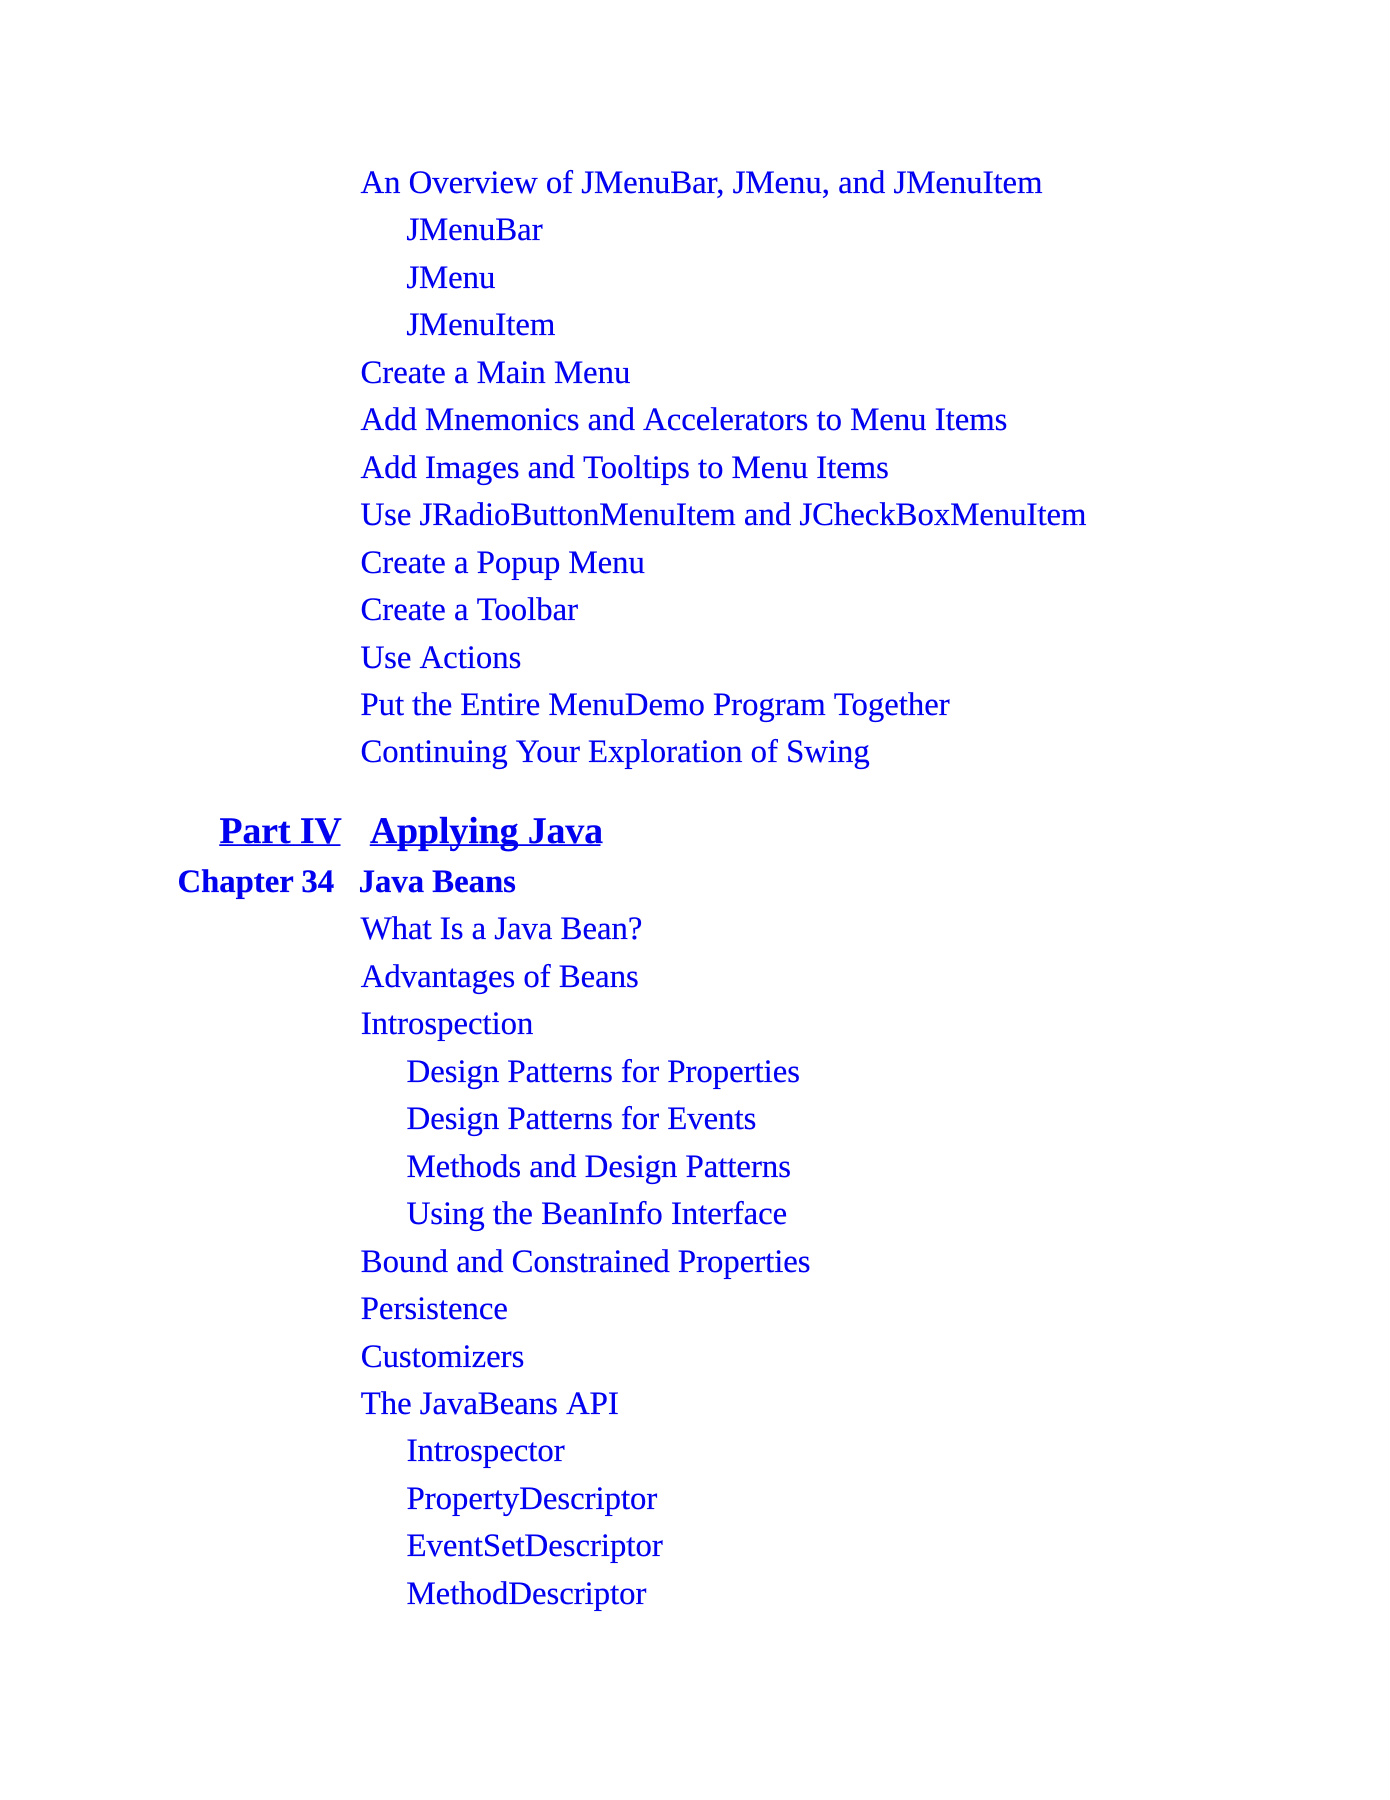 An Overview of JMenuBar, JMenu, and JMenuItem
JMenuBar
JMenu
JMenuItem
Create a Main Menu
Add Mnemonics and Accelerators to Menu Items
Add Images and Tooltips to Menu Items
Use JRadioButtonMenuItem and JCheckBoxMenuItem
Create a Popup Menu
Create a Toolbar
Use Actions
Put the Entire MenuDemo Program Together
Continuing Your Exploration of Swing
Part IV Applying Java
Chapter 34 Java Beans
What Is a Java Bean?
Advantages of Beans
Introspection
Design Patterns for Properties
Design Patterns for Events
Methods and Design Patterns
Using the BeanInfo Interface
Bound and Constrained Properties
Persistence
Customizers
The JavaBeans API
Introspector
PropertyDescriptor
EventSetDescriptor
MethodDescriptor